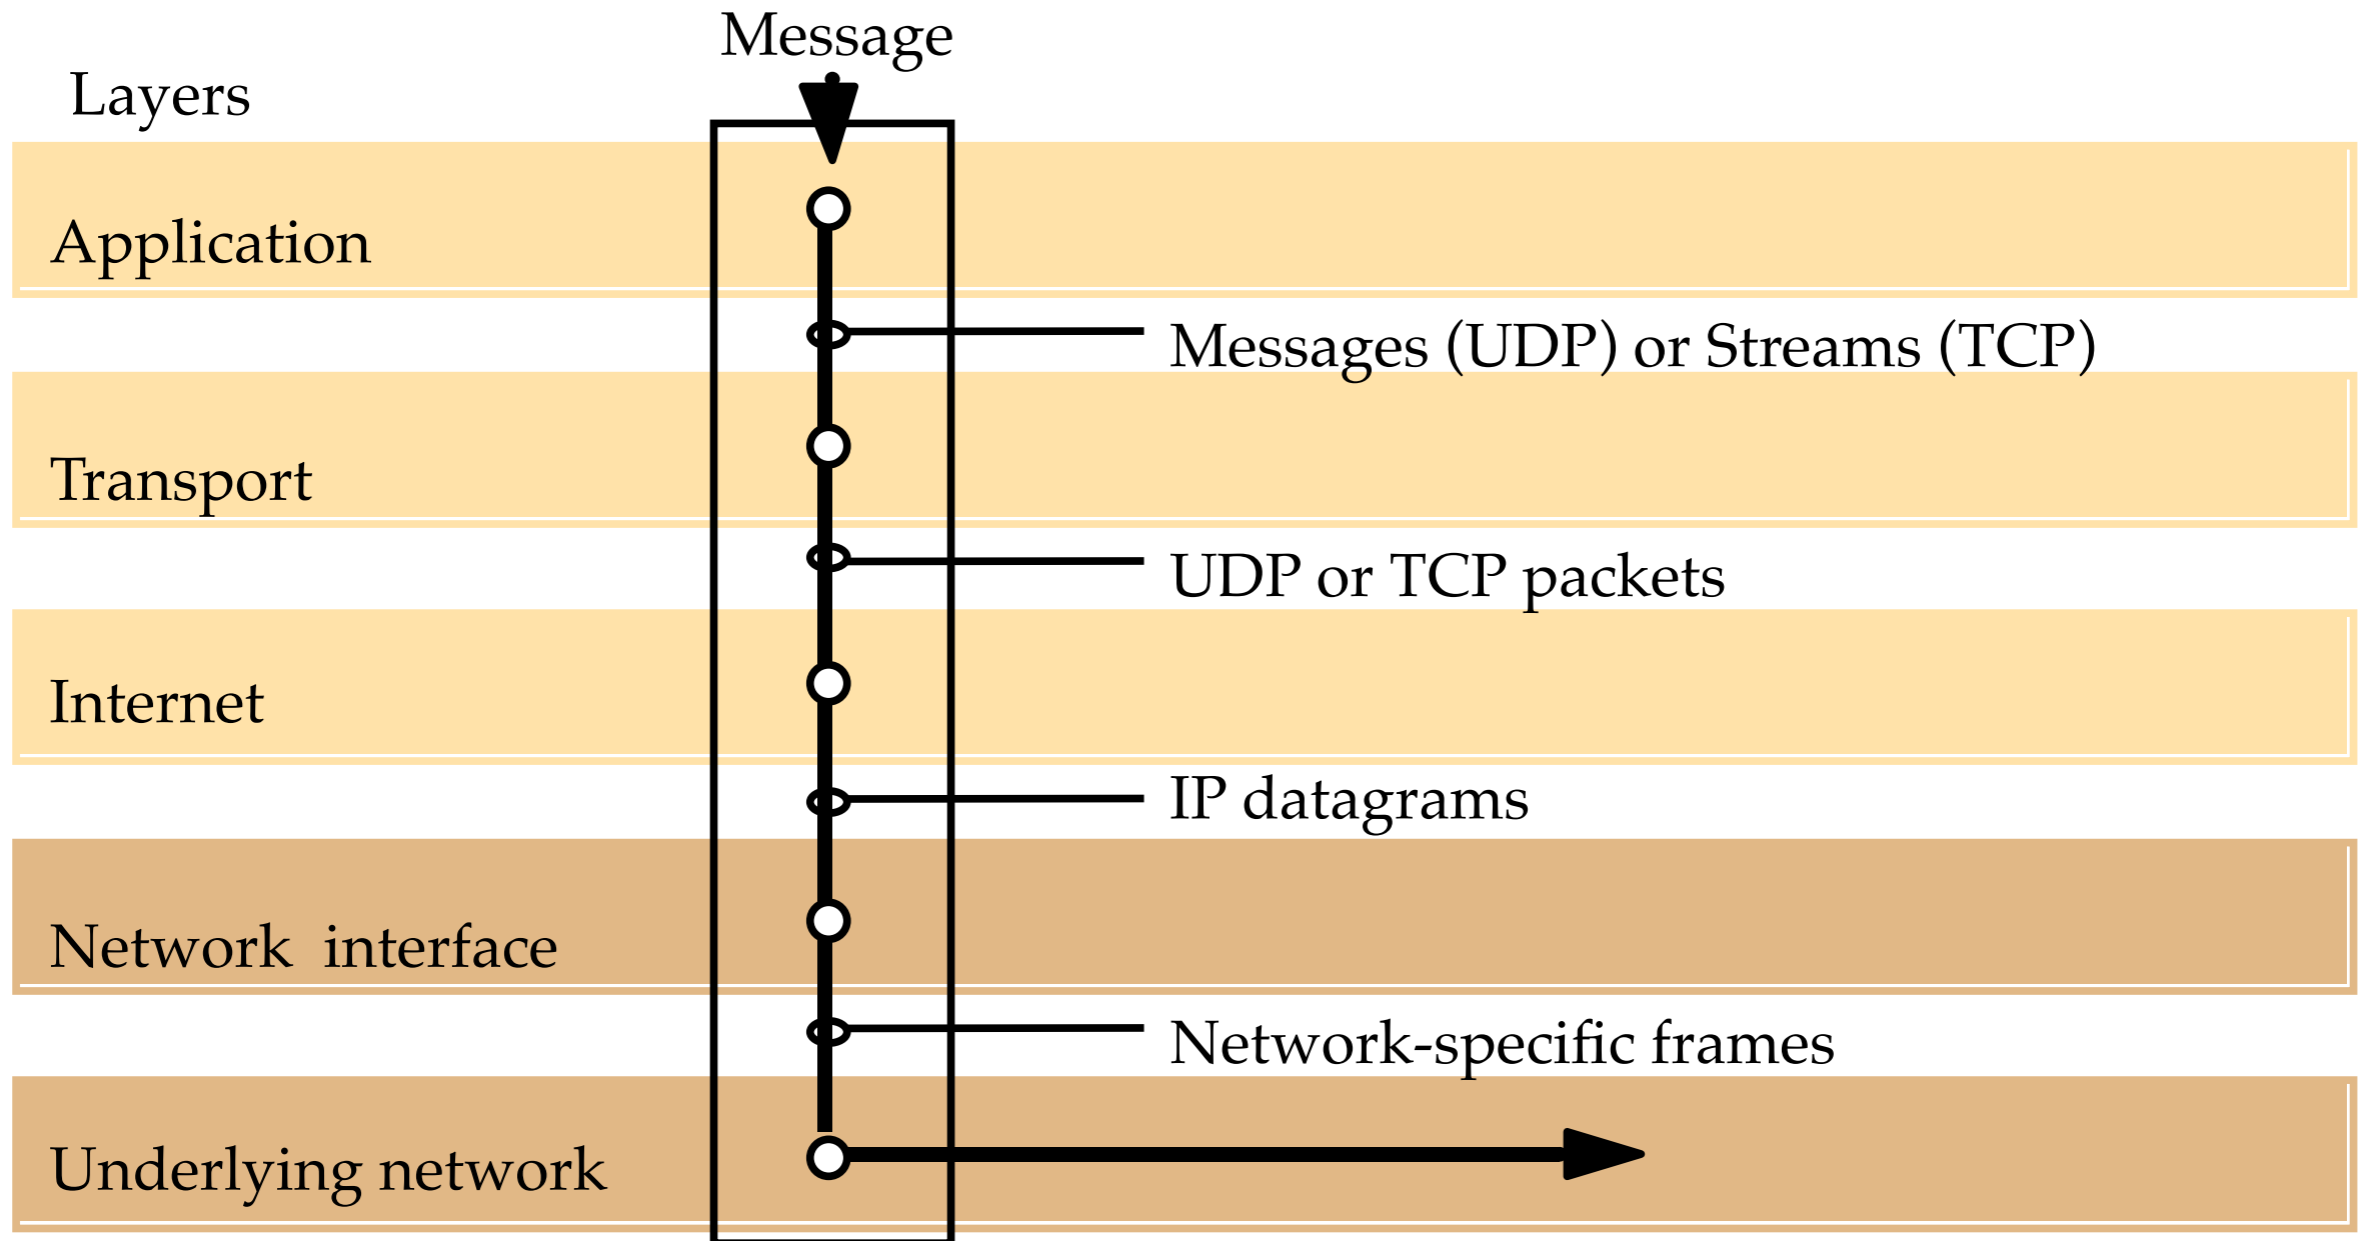 Message
Layers
Application
Messages (UDP) or Streams (TCP)
Transport
UDP or TCP packets
Internet
IP datagrams
Network interface
Network-specific frames
Underlying network